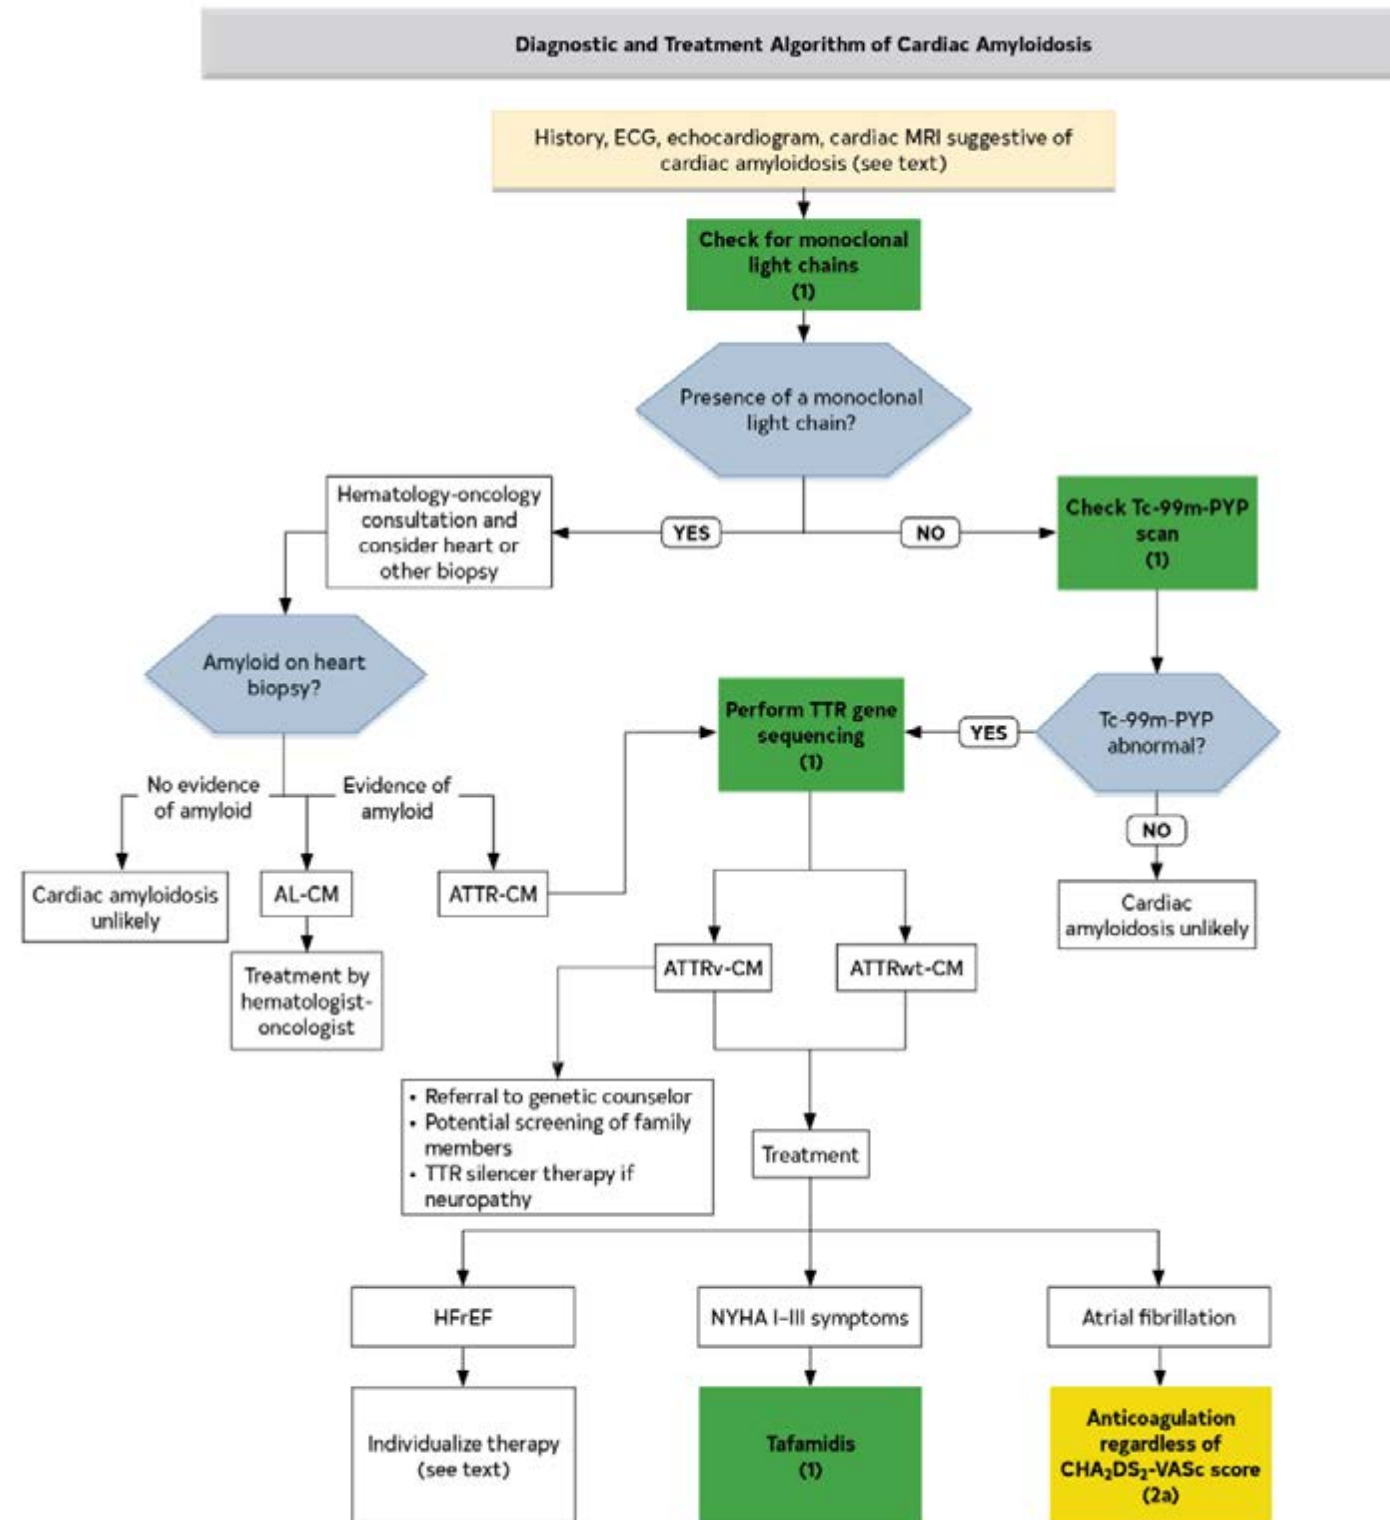 Diagnostic and Treatment Algorithm of Cardiac Amyloidosis
History, ECG, echocardiogram, cardiac MRI suggestive of
cardiac amyloidosis (see text)
Check for monoclonal
light chains
(1)
Presence of a monoclonal
light chain?
Hematology-oncology
consultation and
consider heart or
other biopsy
YES
NO
Check Tc-99m-PYP
scan
(1)
Amyloid on heart
biopsy?
Perform TTR gene
sequencing
(1)
YES
Tc-99m-PYP
abnormal?
No evidence
of amyloid
Evidence of
amyloid
NO
Cardiac amyloidosis
unlikely
AL-CM
ATTR-CM
Cardiac
amyloidosis unlikely
Treatment by
hematologist-
oncologist
ATTRv-CM
ATTRwt-CM
• Referral to genetic counselor
• Potential screening of family
members
• TTR silencer therapy if
neuropathy
Treatment
HFrEF
NYHA I–III symptoms
Atrial fibrillation
Individualize therapy
(see text)
Tafamidis
(1)
Anticoagulation
regardless of
CHA₂DS₂-VASc score
(2a)